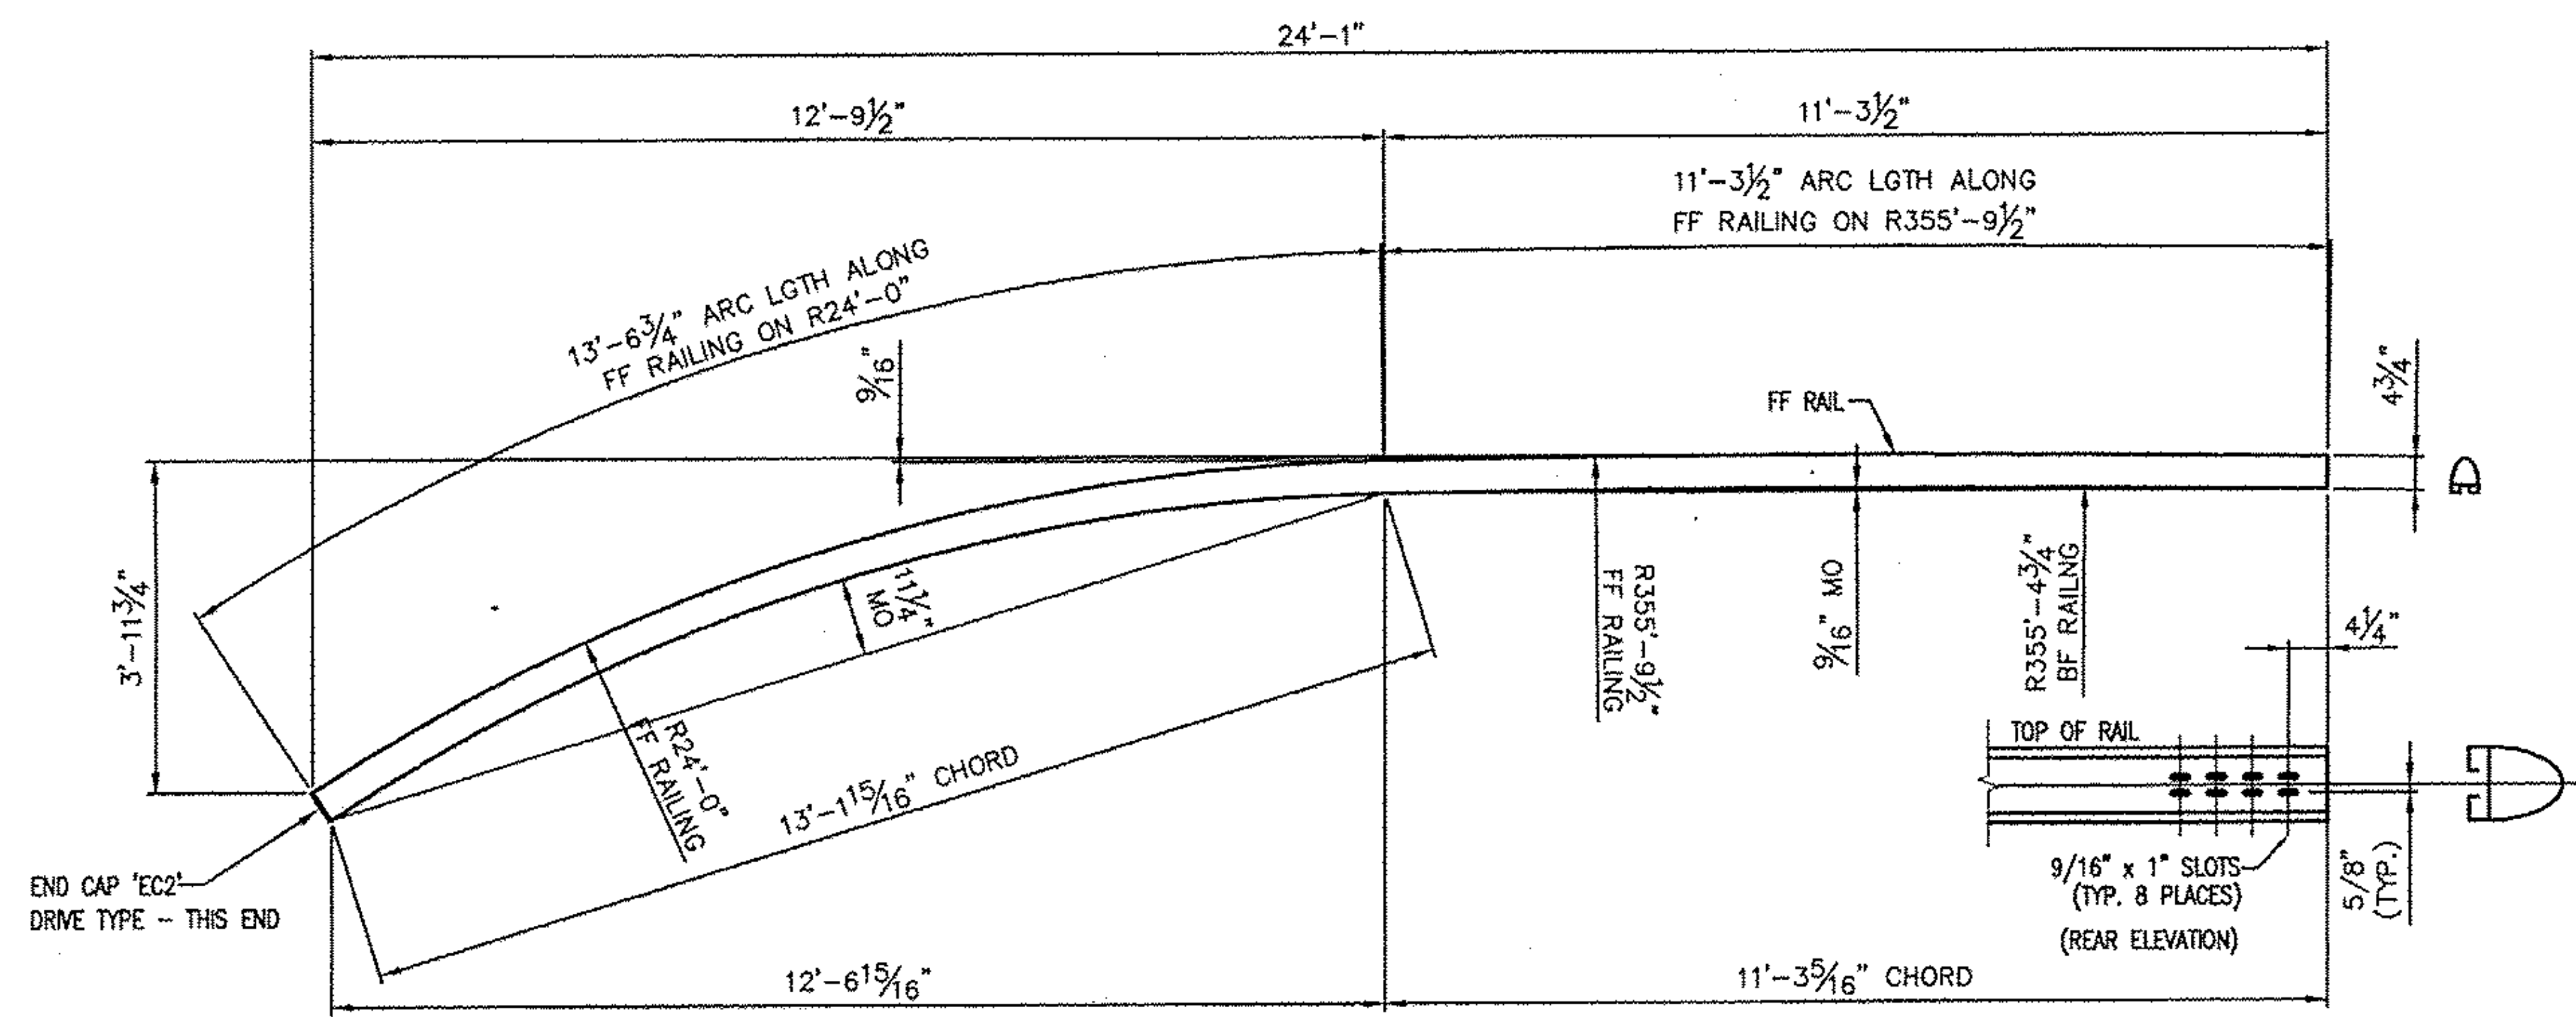 24'-1"
12'-9½"
11'-3½"
11'-3½" ARC LGTH ALONG
FF RAILING ON R355'-9½"
13'-6¾" ARC LGTH ALONG
FF RAILING ON R24'-0"
9/16"
4¾"
FF RAIL
3'-11¾"
11¼"
MO
R24'-0"
FF RAILING
13'-1 15/16" CHORD
R355'-9½"
FF RAILING
9/16" MO
R355'-4¾
BF RAILNG
4¼"
TOP OF RAIL
9/16" x 1" SLOTS
(TYP. 8 PLACES)
(REAR ELEVATION)
5/8"
(TYP.)
END CAP 'EC2'
DRIVE TYPE - THIS END
12'-6 15/16"
11'-3 5/16" CHORD